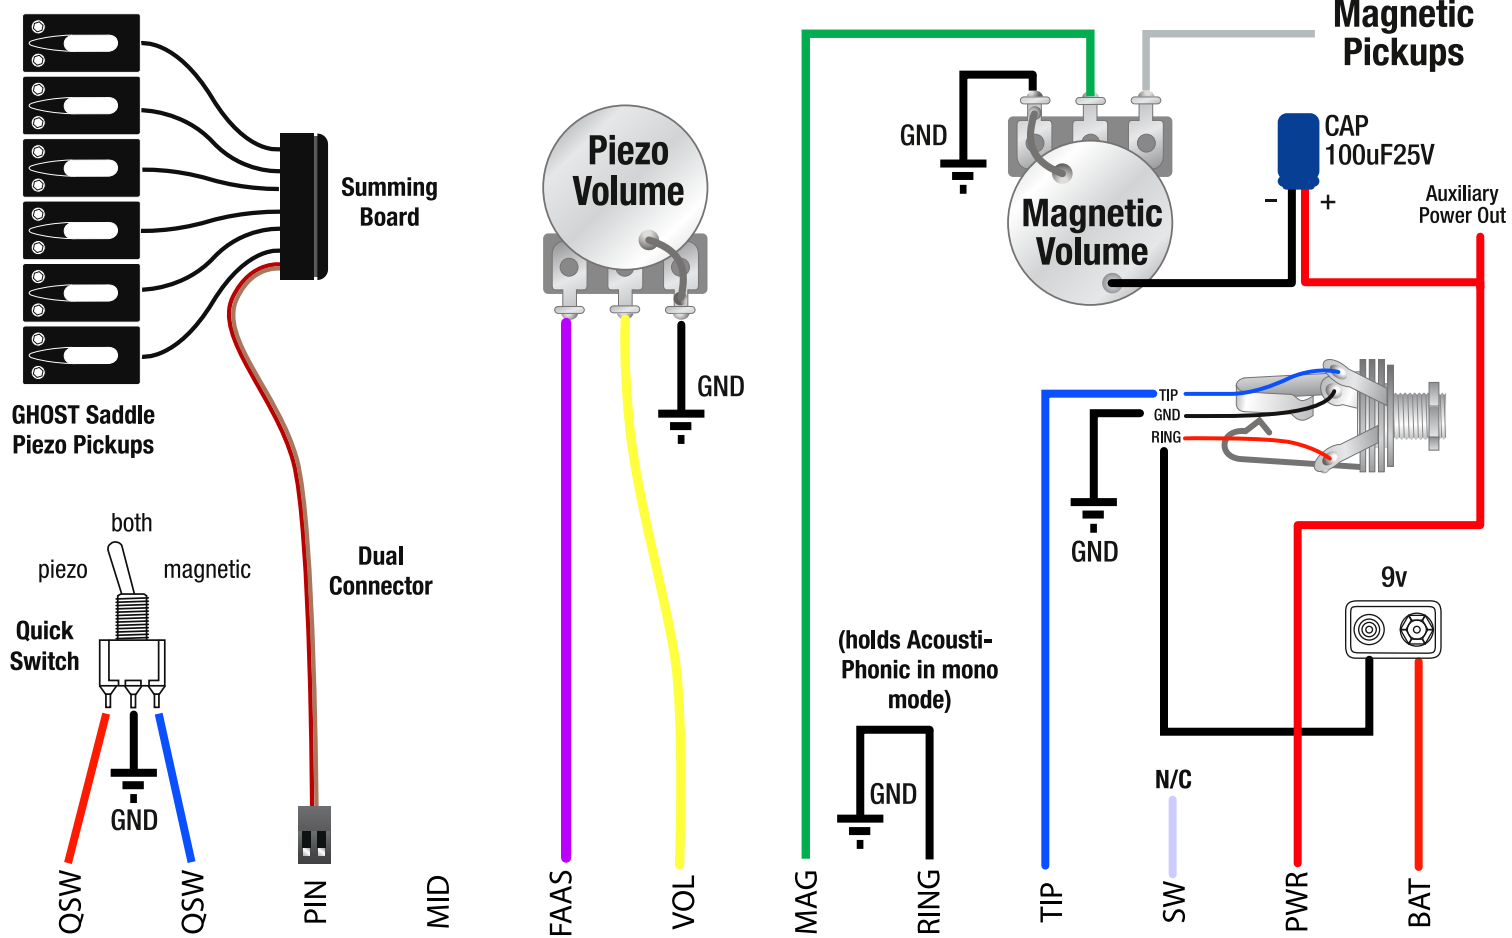 Magnetic
Pickups
GND
CAP
100uF25V
-
+
Auxiliary
Power Out
Piezo
Volume
Magnetic
Volume
Summing
Board
GND
GHOST Saddle
Piezo Pickups
TIP
GND
RING
GND
both
piezo
magnetic
Quick
Switch
GND
Dual
Connector
9v
(holds Acousti-
Phonic in mono
mode)
GND
N/C
QSW
QSW
PIN
MID
FAAS
VOL
MAG
RING
TIP
SW
PWR
BAT